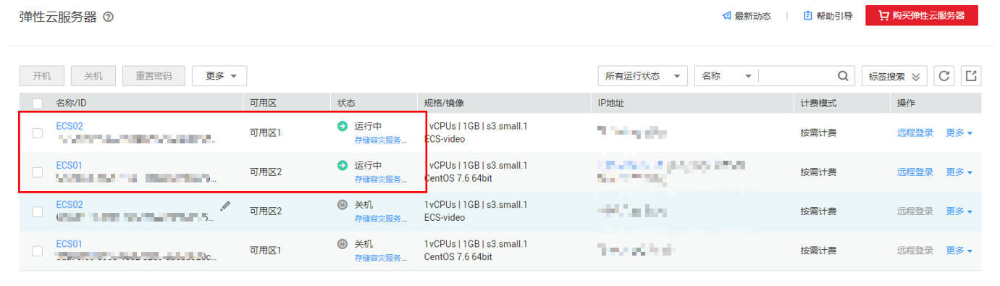 弹性云服务器
最新动态 | 帮助引导 购买弹性云服务器
开机 关机 重置密码 更多 所有运行状态 名称 标签搜索
名称/ID 可用区 状态 规格/镜像 IP地址 计费模式 操作
ECS02 可用区1 运行中 1vCPUs | 1GB | s3.small.1 按需计费 远程登录 更多
存储容灾服务... ECS-video
ECS01 可用区2 运行中 1vCPUs | 1GB | s3.small.1 按需计费 远程登录 更多
存储容灾服务... CentOS 7.6 64bit
ECS02 可用区2 关机 1vCPUs | 1GB | s3.small.1 按需计费 远程登录 更多
存储容灾服务... ECS-video
ECS01 可用区1 关机 1vCPUs | 1GB | s3.small.1 按需计费 远程登录 更多
存储容灾服务... CentOS 7.6 64bit